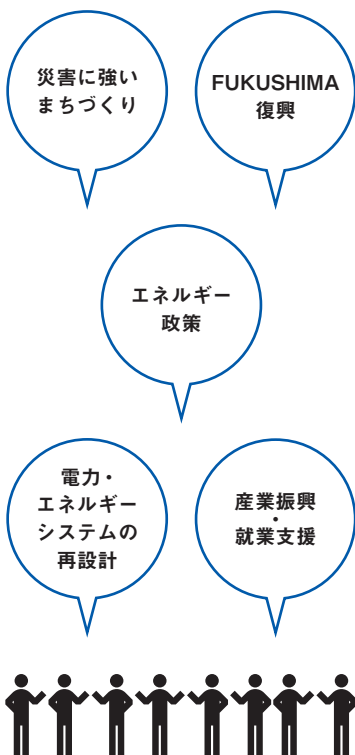 災害に強い
まちづくり
FUKUSHIMA
復興
エネルギー
政策
電力・
エネルギー
システムの
再設計
産業振興
・
就業支援